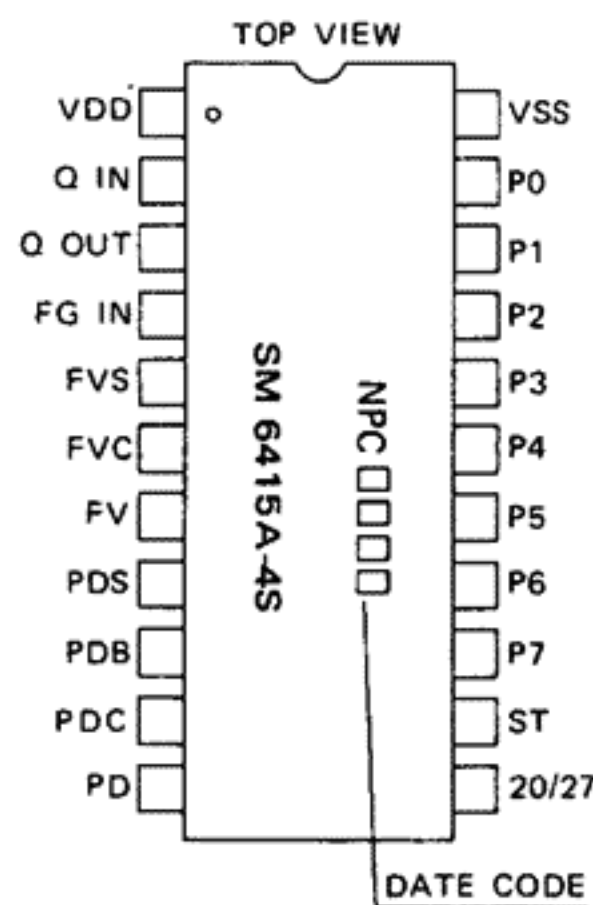 TOP VIEW
VDD VSS
Q IN P0
Q OUT P1
FG IN P2
FVS P3
FVC P4
FV P5
PDS P6
PDB P7
PDC ST
PD 20/27
SM 6415A-4S
NPC
DATE CODE